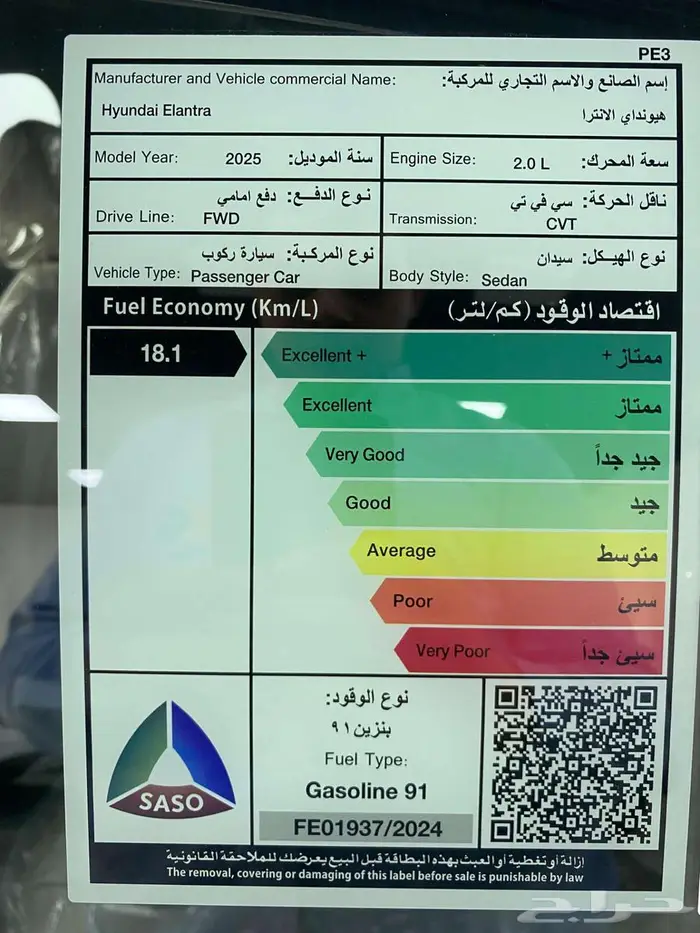 PE3
Manufacturer and Vehicle commercial Name: إسم الصانع والاسم التجاري للمركبة:
Hyundai Elantra هيونداي الانترا
Model Year: 2025 سنة الموديل:
Engine Size: 2.0 L سعة المحرك:
نوع الدفع: دفع امامي
Drive Line: FWD
ناقل الحركة: سي في تي
Transmission: CVT
نوع المركبة: سيارة ركوب
Vehicle Type: Passenger Car
نوع الهيكل: سيدان
Body Style: Sedan
Fuel Economy (Km/L) اقتصاد الوقود (كم/لتر)
18.1
Excellent + ممتاز +
Excellent ممتاز
Very Good جيد جداً
Good جيد
Average متوسط
Poor سيئ
Very Poor سيئ جداً
SASO
نوع الوقود:
بنزين ٩١
Fuel Type:
Gasoline 91
FE01937/2024
إزالة أو تغطية أو العبث بهذه البطاقة قبل البيع يعرضك للملاحقة القانونية
The removal, covering or damaging of this label before sale is punishable by law
حراج